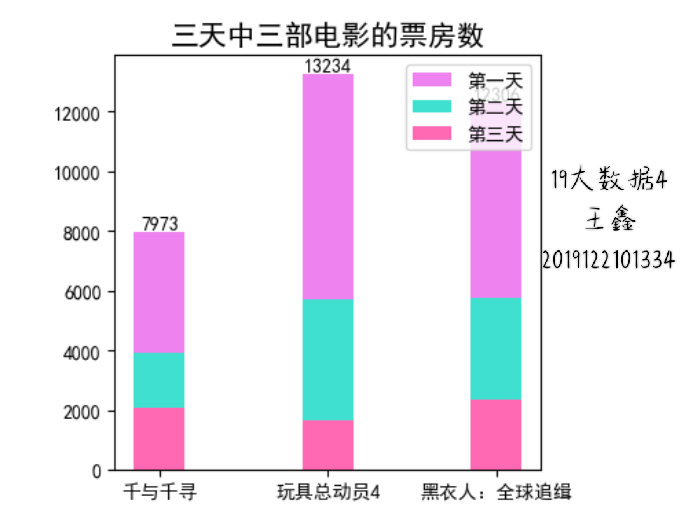 三天中三部电影的票房数
13234
第一天
12306
第二天
12000
第三天
10000
19大数据4
王鑫
7973
8000
2019122101334
6000
4000
2000
0
千与千寻
玩具总动员4
黑衣人：全球追缉